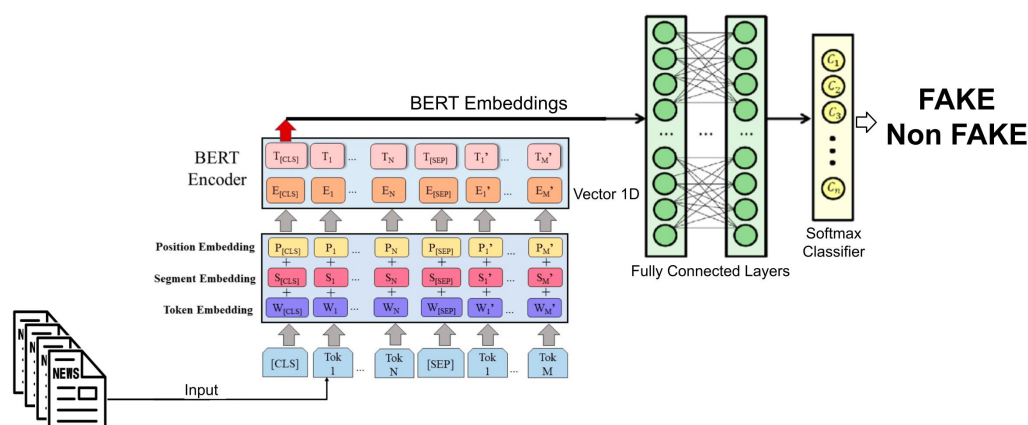 BERT Embeddings
BERT
Encoder
T[CLS] T1 ... TN T[SEP] T1’ ... TM’
E[CLS] E1 ... EN E[SEP] E1’ ... EM’
Vector 1D
Position Embedding P[CLS] P1 ... PN P[SEP] P1’ ... PM’
+ + + + + +
Segment Embedding S[CLS] S1 ... SN S[SEP] S1’ ... SM’
+ + + + + +
Token Embedding W[CLS] W1 ... WN W[SEP] W1’ ... WM’
[CLS] Tok 1 ... Tok N [SEP] Tok 1 ... Tok M
N
N
N
NEWS
Input
... ... ...
Fully Connected Layers
C1
C2
C3
Cn
Softmax
Classifier
FAKE
Non FAKE